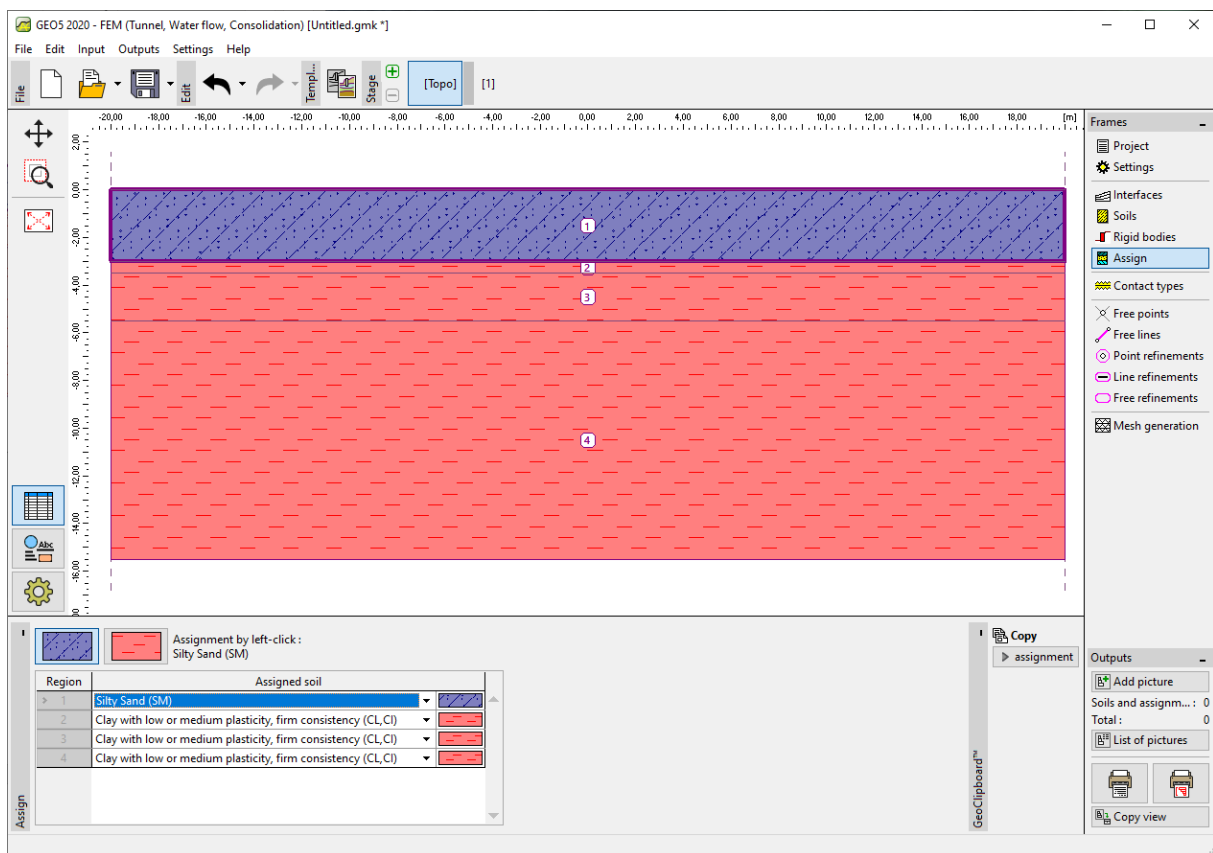 GEO5 2020 - FEM (Tunnel, Water flow, Consolidation) [Untitled.gmk *]
File Edit Input Outputs Settings Help
File
Edit
Templ...
Stage
[Topo]
[1]
-20,00 -18,00 -16,00 -14,00 -12,00 -10,00 -8,00 -6,00 -4,00 -2,00 0,00 2,00 4,00 6,00 8,00 10,00 12,00 14,00 16,00 18,00 [m]
2,00
0,00
-2,00
-4,00
-6,00
-8,00
-10,00
-12,00
-14,00
-16,00
1
2
3
4
Abc
Frames
Project
Settings
Interfaces
Soils
Rigid bodies
Assign
Contact types
Free points
Free lines
Point refinements
Line refinements
Free refinements
Mesh generation
Assign
Assignment by left-click :
Silty Sand (SM)
Region Assigned soil
> 1 Silty Sand (SM)
2 Clay with low or medium plasticity, firm consistency (CL,CI)
3 Clay with low or medium plasticity, firm consistency (CL,CI)
4 Clay with low or medium plasticity, firm consistency (CL,CI)
GeoClipboard™
Copy
assignment
Outputs
Add picture
Soils and assignm... : 0
Total : 0
List of pictures
Copy view